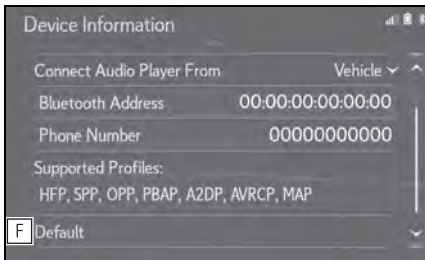 Device Information
Connect Audio Player From Vehicle
Bluetooth Address 00:00:00:00:00:00
Phone Number 00000000000
Supported Profiles:
HFP, SPP, OPP, PBAP, A2DP, AVRCP, MAP
F Default